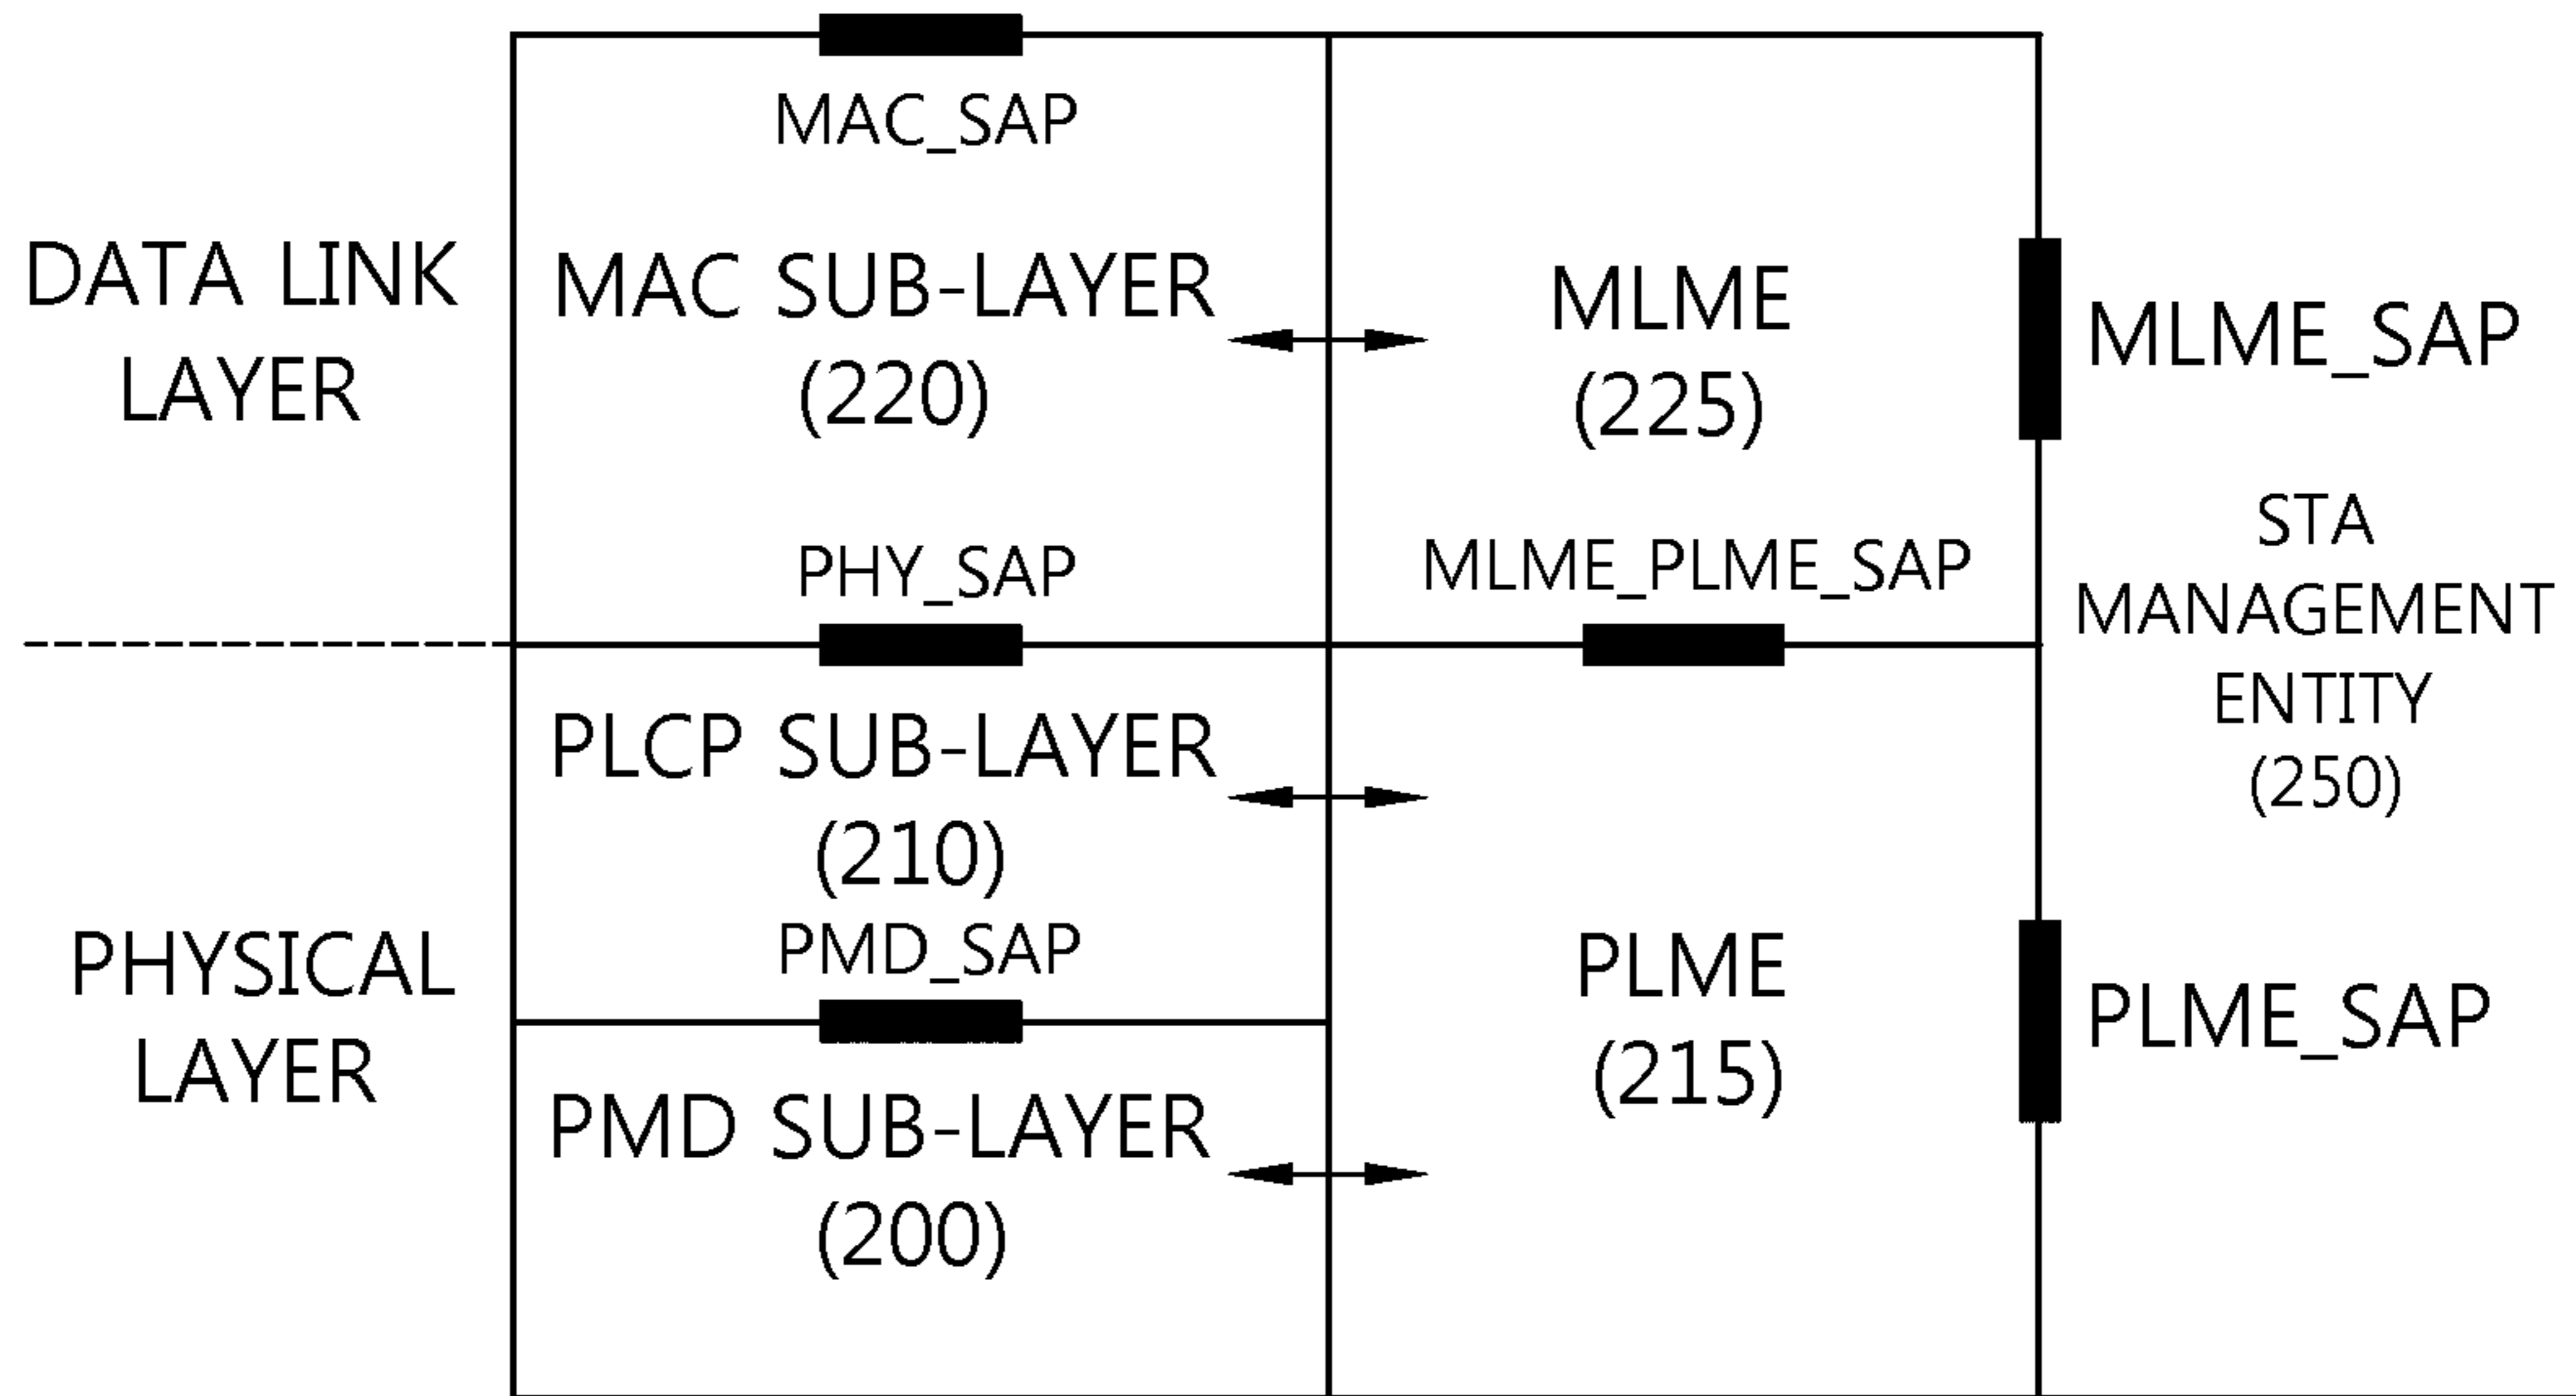 MAC_SAP
DATA LINK
LAYER
MAC SUB-LAYER
(220)
MLME
(225)
MLME_SAP
PHY_SAP
MLME_PLME_SAP
STA
MANAGEMENT
ENTITY
(250)
PLCP SUB-LAYER
(210)
PMD_SAP
PHYSICAL
LAYER
PLME
(215)
PLME_SAP
PMD SUB-LAYER
(200)